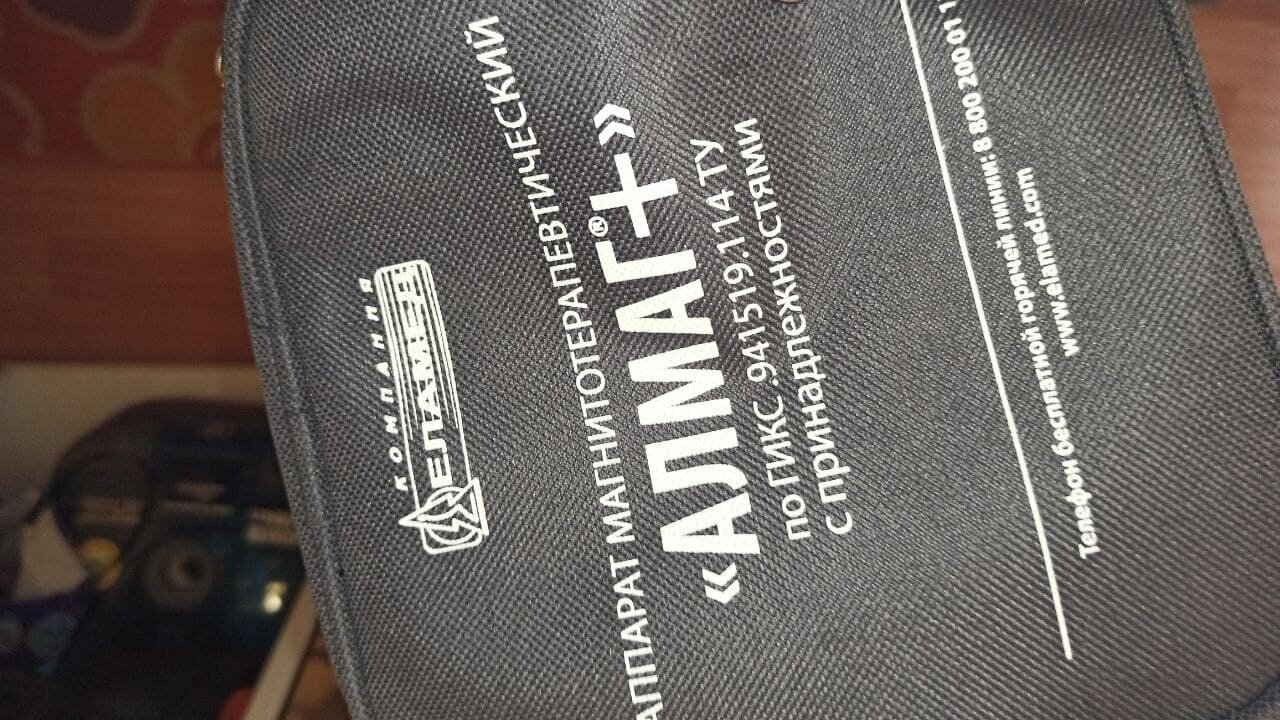 КОМПАНИЯ
ЕЛАМЕД
АППАРАТ МАГНИТОТЕРАПЕВТИЧЕСКИЙ
«АЛМАГ®+»
по ГИКС.941519.114 ТУ
с принадлежностями
Телефон бесплатной горячей линии: 8 800 200 01 1
www.elamed.com